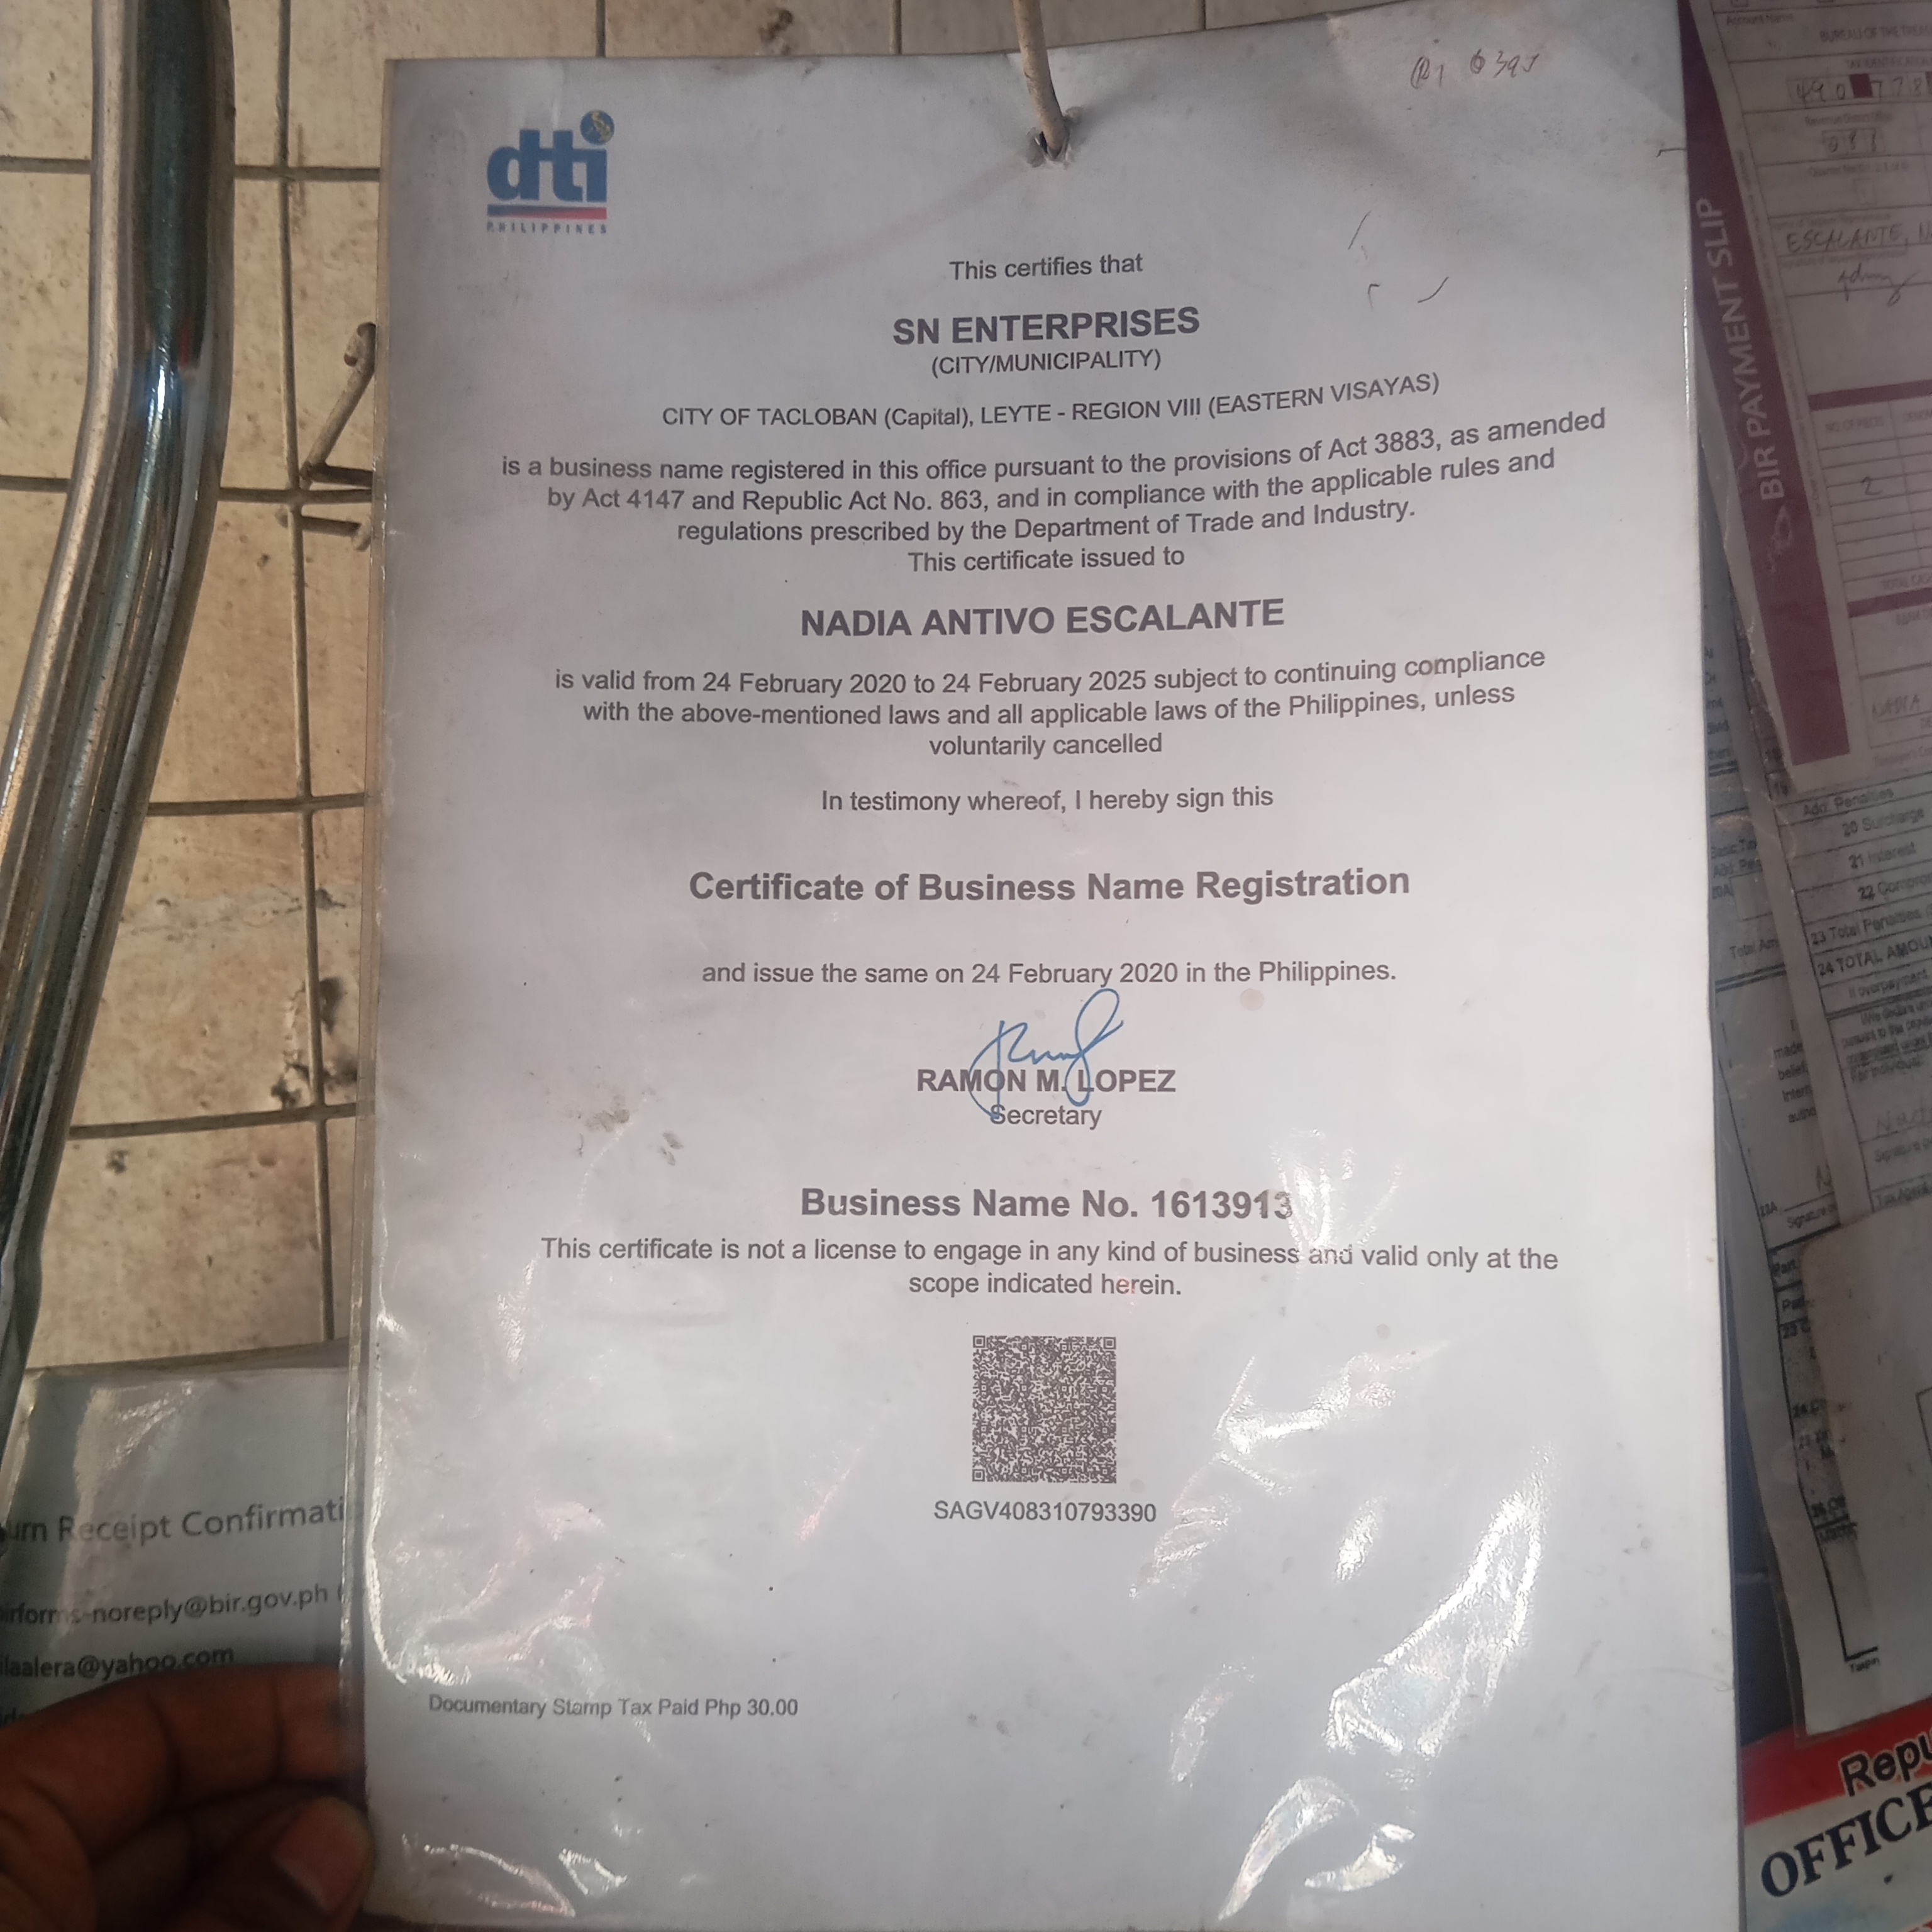 dti
PHILIPPINES
This certifies that
SN ENTERPRISES
(CITY/MUNICIPALITY)
CITY OF TACLOBAN (Capital), LEYTE - REGION VIII (EASTERN VISAYAS)
is a business name registered in this office pursuant to the provisions of Act 3883, as amended
by Act 4147 and Republic Act No. 863, and in compliance with the applicable rules and
regulations prescribed by the Department of Trade and Industry.
This certificate issued to
NADIA ANTIVO ESCALANTE
is valid from 24 February 2020 to 24 February 2025 subject to continuing compliance
with the above-mentioned laws and all applicable laws of the Philippines, unless
voluntarily cancelled
In testimony whereof, I hereby sign this
Certificate of Business Name Registration
and issue the same on 24 February 2020 in the Philippines.
RAMON M. LOPEZ
Secretary
Business Name No. 1613913
This certificate is not a license to engage in any kind of business and valid only at the
scope indicated herein.
SAGV408310793390
Documentary Stamp Tax Paid Php 30.00
Receipt
-noreply@bir.gov.ph
@yahoo.com
BIR PAYMENT SLIP
Account Name
ESCALANTE,
2
NADIA
Add: Penalties
20 Surcharge
21 Interest
22
23 Total Penalties
24 TOTAL
OFFICE